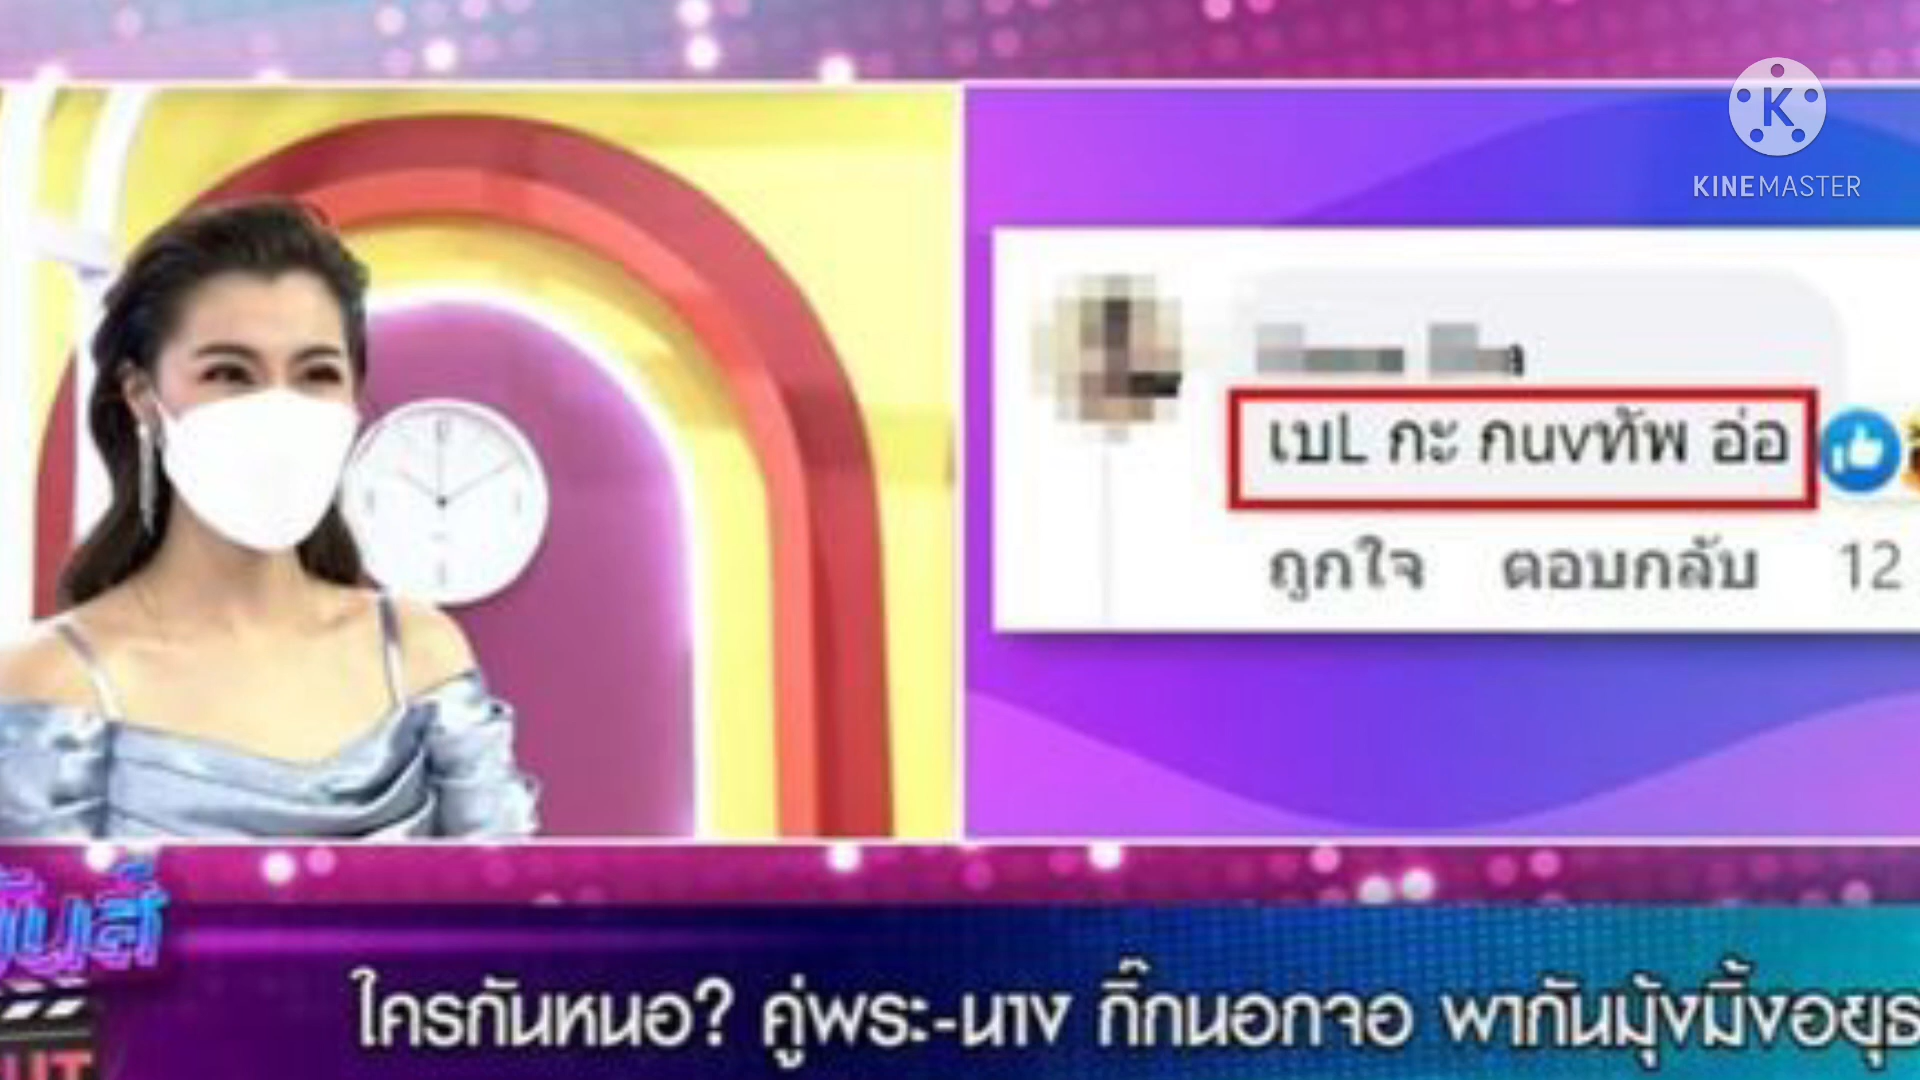 KINEMASTER
เบL กะ กuvทัพ อ่อ
ถูกใจ ตอบกลับ 12
ใครกันหนอ? คู่พระ-นาง กิ๊กนอกจอ พากันมุ้งมิ้งอยุธ